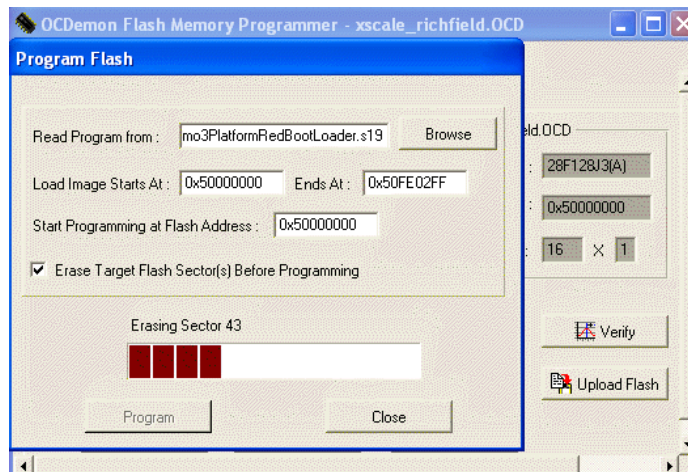 OCDemon Flash Memory Programmer - xscale_richfield.OCD
Program Flash
Read Program from : mo3PlatformRedBootLoader.s19 Browse
Load Image Starts At : 0x50000000 Ends At : 0x50FE02FF
Start Programming at Flash Address : 0x50000000
Erase Target Flash Sector(s) Before Programming
Erasing Sector 43
Program Close
eld.OCD
: 28F128J3(A)
: 0x50000000
: 16 X 1
Verify
Upload Flash